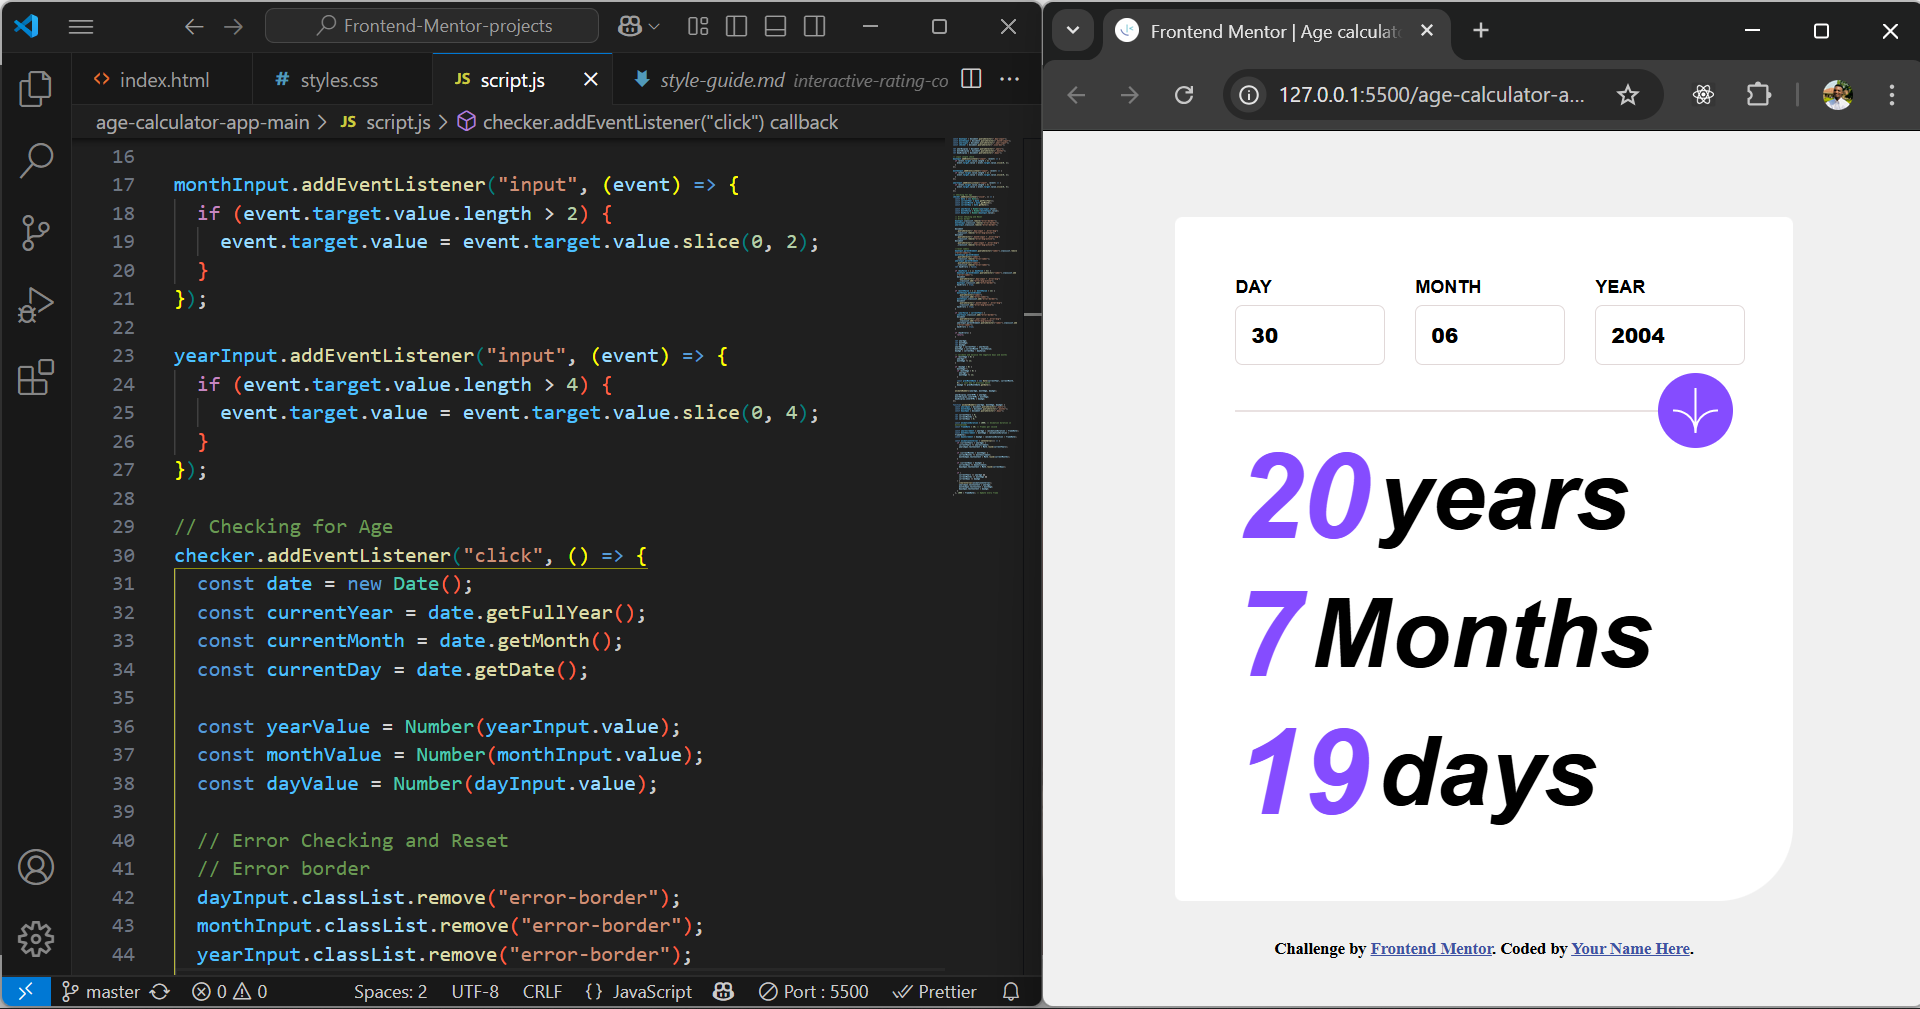 Frontend-Mentor-projects
index.html
styles.css
JS script.js
style-guide.md interactive-rating-co
age-calculator-app-main > JS script.js > checker.addEventListener("click") callback
16
17 monthInput.addEventListener("input", (event) => {
18 if (event.target.value.length > 2) {
19 event.target.value = event.target.value.slice(0, 2);
20 }
21 });
22
23 yearInput.addEventListener("input", (event) => {
24 if (event.target.value.length > 4) {
25 event.target.value = event.target.value.slice(0, 4);
26 }
27 });
28
29 // Checking for Age
30 checker.addEventListener("click", () => {
31 const date = new Date();
32 const currentYear = date.getFullYear();
33 const currentMonth = date.getMonth();
34 const currentDay = date.getDate();
35
36 const yearValue = Number(yearInput.value);
37 const monthValue = Number(monthInput.value);
38 const dayValue = Number(dayInput.value);
39
40 // Error Checking and Reset
41 // Error border
42 dayInput.classList.remove("error-border");
43 monthInput.classList.remove("error-border");
44 yearInput.classList.remove("error-border");
master 0 0 Spaces: 2 UTF-8 CRLF {} JavaScript Port : 5500 Prettier
Frontend Mentor | Age calculat
127.0.0.1:5500/age-calculator-a...
DAY MONTH YEAR
30 06 2004
20 years
7 Months
19 days
Challenge by Frontend Mentor. Coded by Your Name Here.